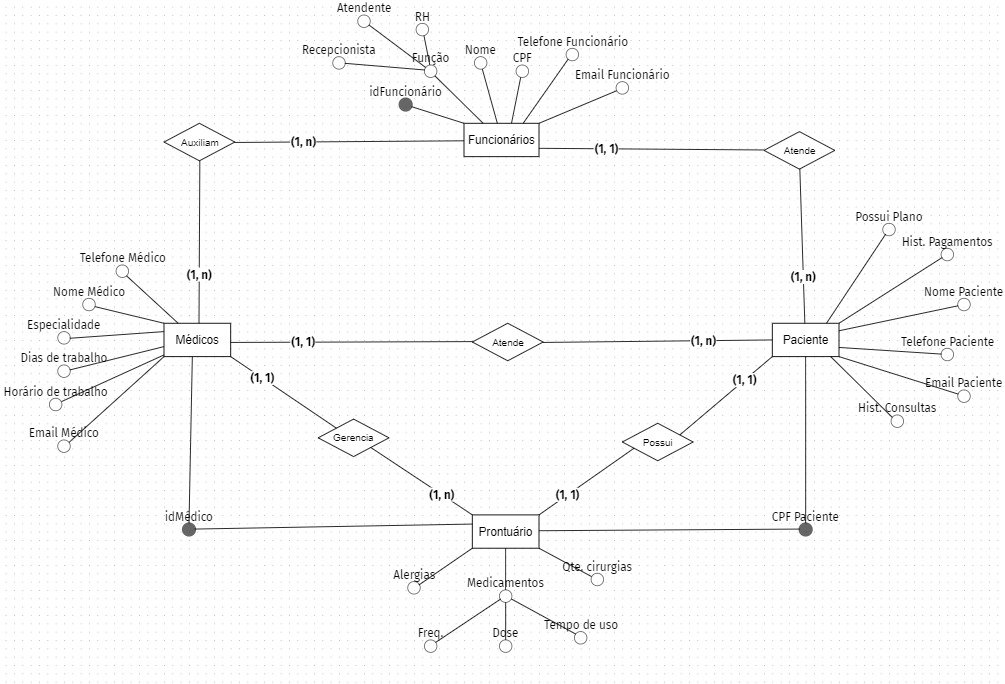 Atendente
RH
Recepcionista
Função
Nome
CPF
Telefone Funcionário
Email Funcionário
idFuncionário
Auxiliam
(1, n)
Funcionários
(1, 1)
Atende
Possui Plano
Hist. Pagamentos
Telefone Médico
(1, n)
(1, n)
Nome Médico
Nome Paciente
Especialidade
Médicos
(1, 1)
Atende
(1, n)
Paciente
Telefone Paciente
Dias de trabalho
(1, 1)
(1, 1)
Email Paciente
Horário de trabalho
Hist. Consultas
Email Médico
Gerencia
Possui
(1, n)
(1, 1)
idMédico
Prontuário
CPF Paciente
Alergias
Medicamentos
Qte. cirurgias
Freq.
Dose
Tempo de uso